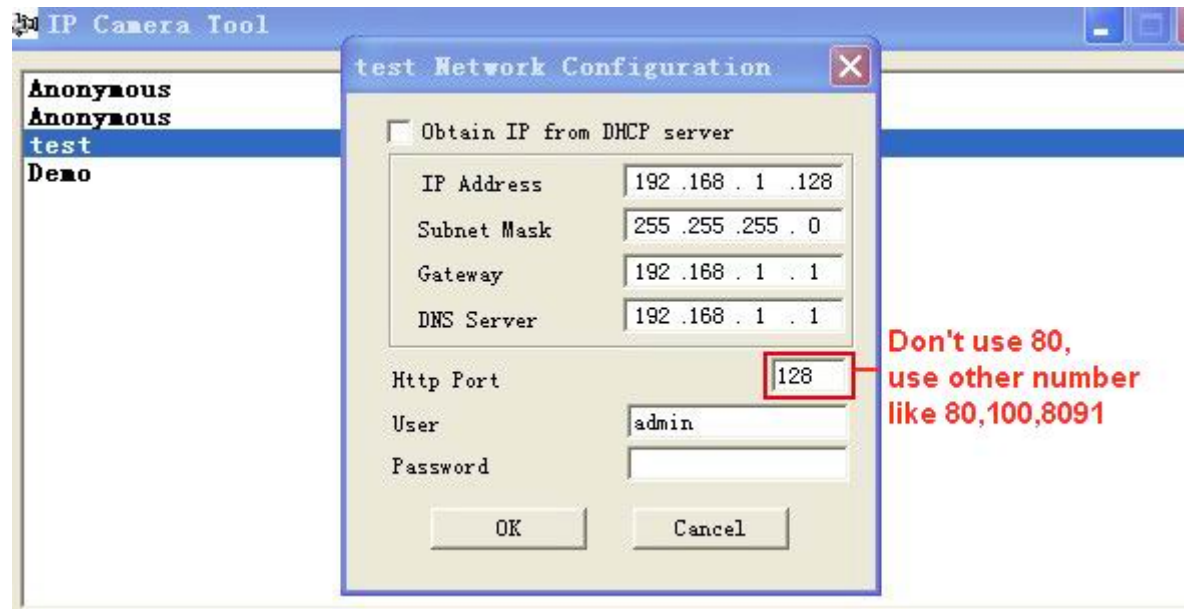 IP Camera Tool
test Network Configuration
Anonymous
Anonymous
test
Demo
Obtain IP from DHCP server
IP Address 192 .168 . 1 .128
Subnet Mask 255 .255 .255 . 0
Gateway 192 .168 . 1 . 1
DNS Server 192 .168 . 1 . 1
Http Port 128
User admin
Password
OK Cancel
Don't use 80,
use other number
like 80,100,8091